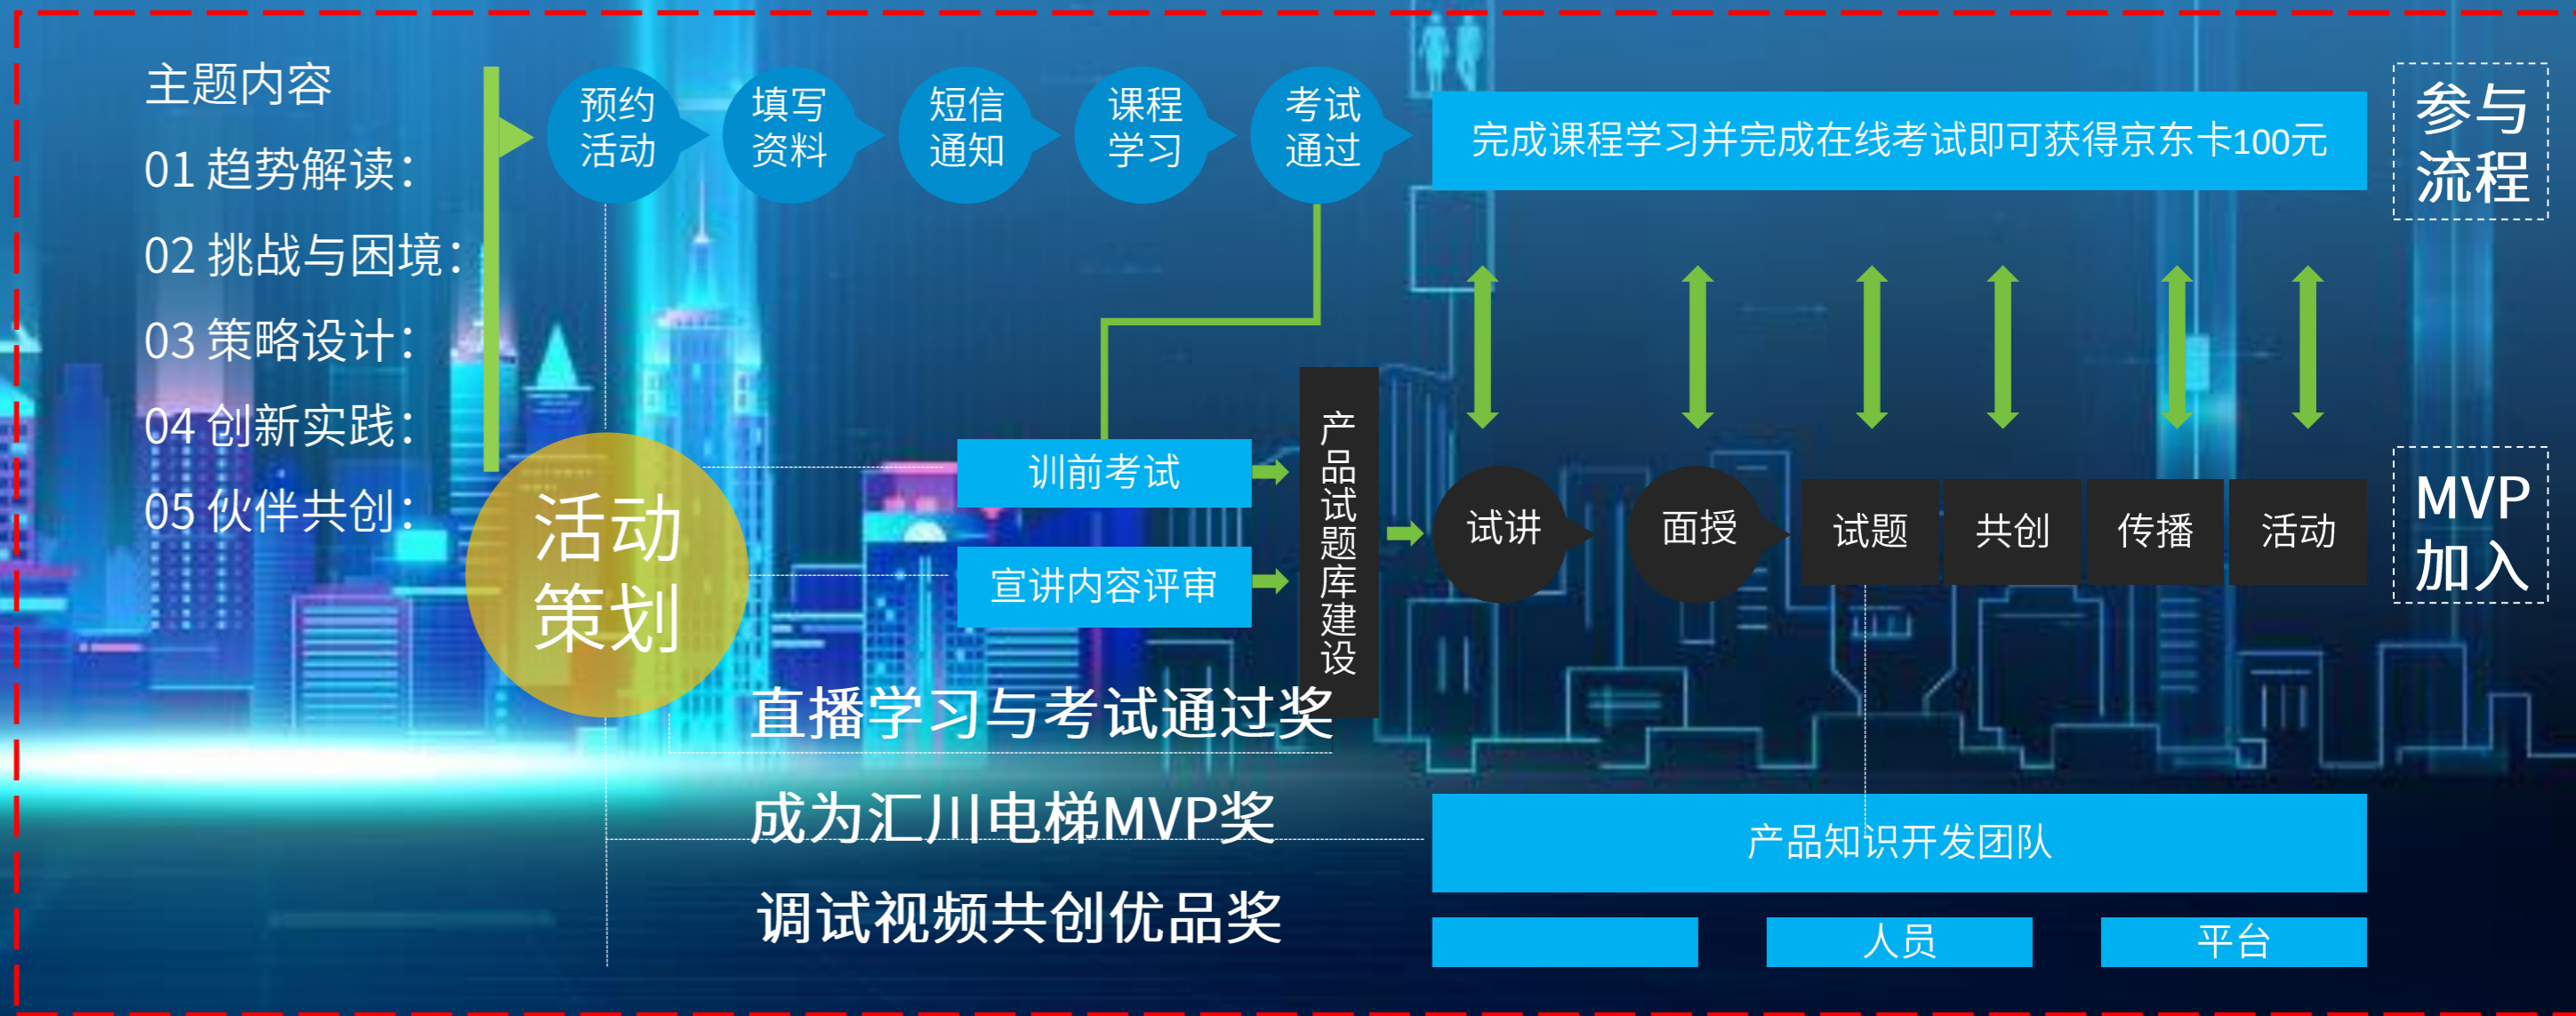 主题内容
01 趋势解读：
02 挑战与困境：
03 策略设计：
04 创新实践：
05 伙伴共创：
预约
活动
填写
资料
短信
通知
课程
学习
考试
通过
完成课程学习并完成在线考试即可获得京东卡100元
参与
流程
活动
策划
训前考试
宣讲内容评审
产品试题库建设
试讲
面授
试题
共创
传播
活动
MVP
加入
直播学习与考试通过奖
成为汇川电梯MVP奖
调试视频共创优品奖
产品知识开发团队
人员
平台